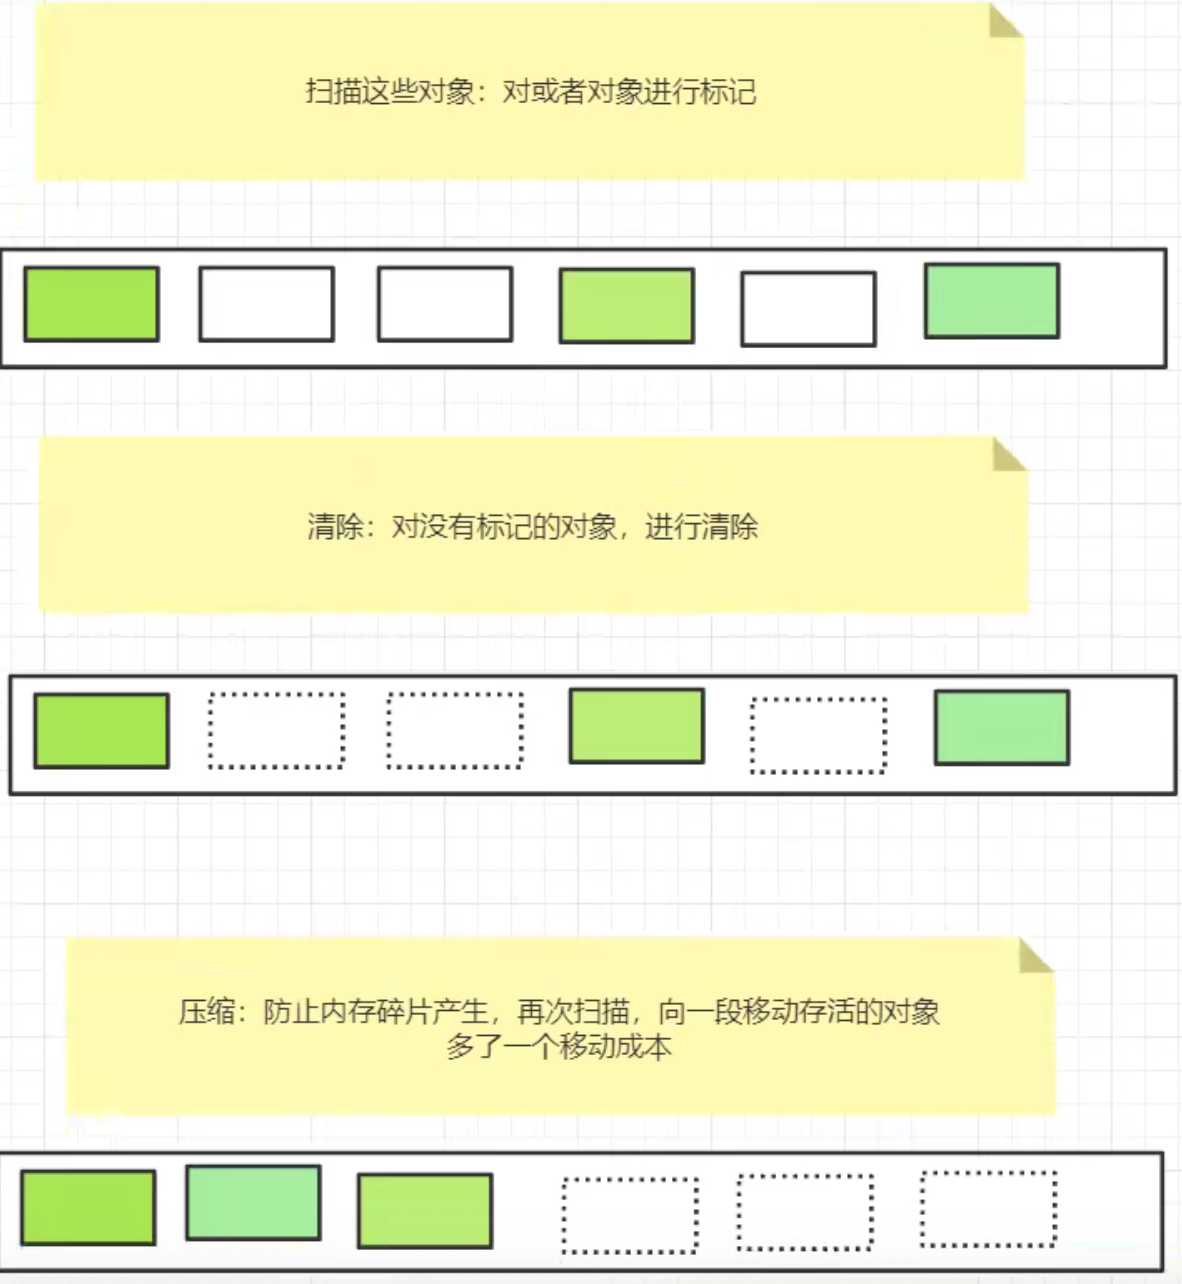 扫描这些对象：对或者对象进行标记
清除：对没有标记的对象，进行清除
压缩：防止内存碎片产生，再次扫描，向一段移动存活的对象
多了一个移动成本